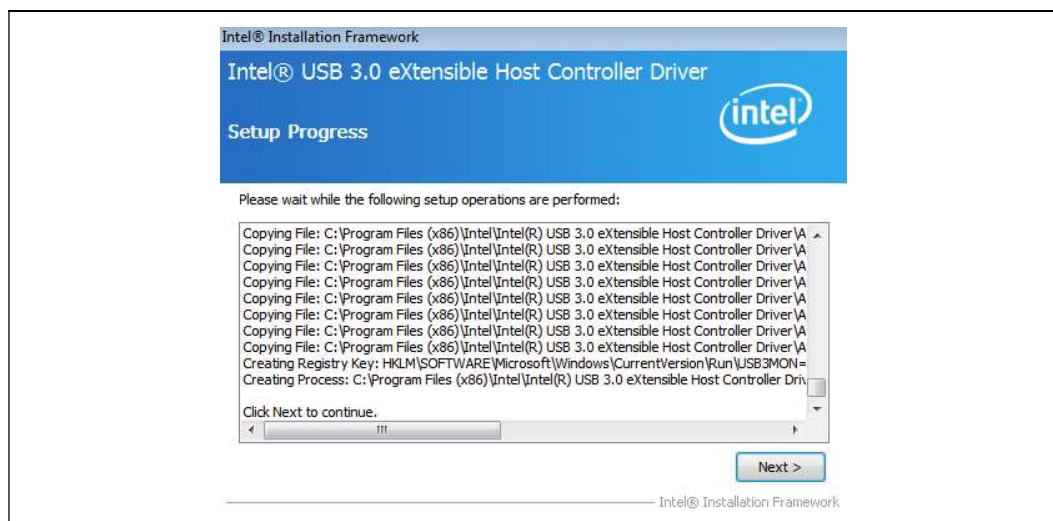 Intel® Installation Framework
Intel® USB 3.0 eXtensible Host Controller Driver
intel
Setup Progress
Please wait while the following setup operations are performed:
Copying File: C:\Program Files (x86)\Intel\Intel(R) USB 3.0 eXtensible Host Controller Driver\A
Copying File: C:\Program Files (x86)\Intel\Intel(R) USB 3.0 eXtensible Host Controller Driver\A
Copying File: C:\Program Files (x86)\Intel\Intel(R) USB 3.0 eXtensible Host Controller Driver\A
Copying File: C:\Program Files (x86)\Intel\Intel(R) USB 3.0 eXtensible Host Controller Driver\A
Copying File: C:\Program Files (x86)\Intel\Intel(R) USB 3.0 eXtensible Host Controller Driver\A
Copying File: C:\Program Files (x86)\Intel\Intel(R) USB 3.0 eXtensible Host Controller Driver\A
Copying File: C:\Program Files (x86)\Intel\Intel(R) USB 3.0 eXtensible Host Controller Driver\A
Copying File: C:\Program Files (x86)\Intel\Intel(R) USB 3.0 eXtensible Host Controller Driver\A
Creating Registry Key: HKLM\SOFTWARE\Microsoft\Windows\CurrentVersion\Run\USB3MON=
Creating Process: C:\Program Files (x86)\Intel\Intel(R) USB 3.0 eXtensible Host Controller Driv
Click Next to continue.
Next >
Intel® Installation Framework